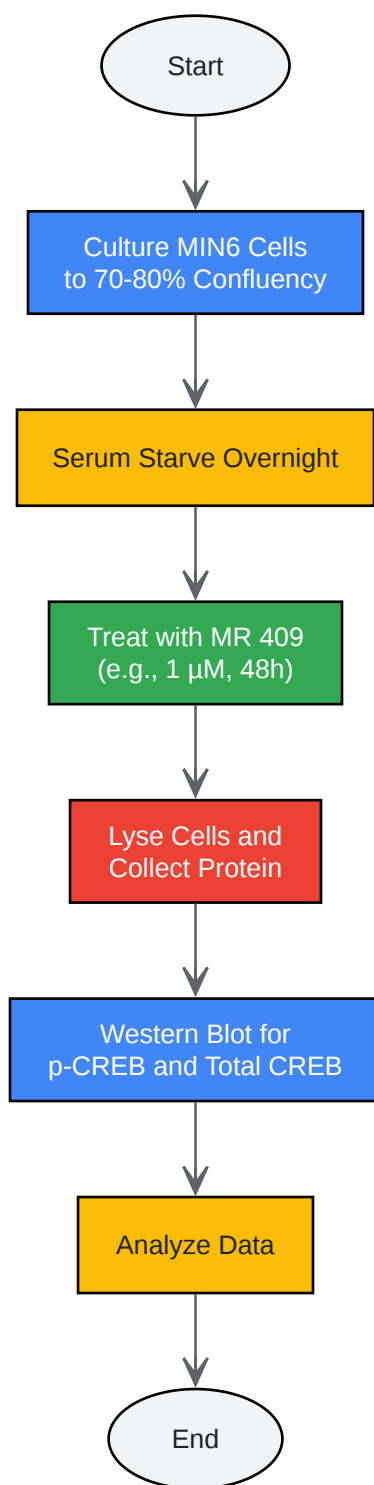 Start
Culture MIN6 Cells
to 70-80% Confluency
Serum Starve Overnight
Treat with MR 409
(e.g., 1 µM, 48h)
Lyse Cells and
Collect Protein
Western Blot for
p-CREB and Total CREB
Analyze Data
End